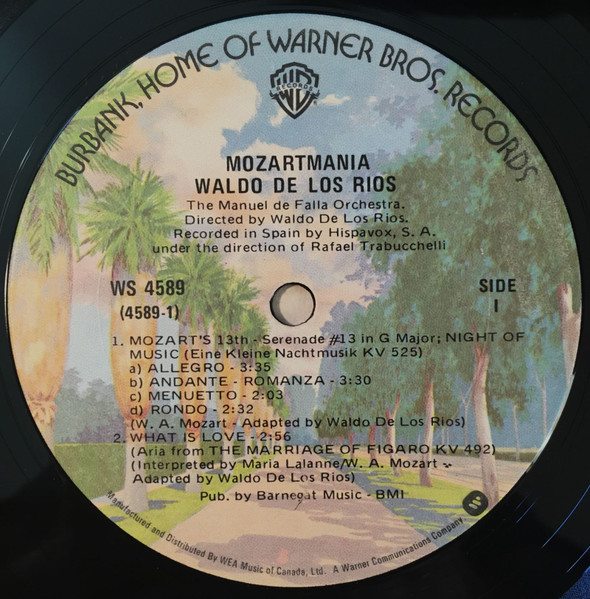 BURBANK, HOME OF WARNER BROS. RECORDS
WB
RECORDS
MOZARTMANIA
WALDO DE LOS RIOS
The Manuel de Falla Orchestra.
Directed by Waldo De Los Rios.
Recorded in Spain by Hispavox, S. A.
under the direction of Rafael Trabucchelli
WS 4589
(4589-1)
SIDE
I
1. MOZART'S 13th - Serenade #13 in G Major; NIGHT OF
MUSIC (Eine Kleine Nachtmusik KV 525)
a) ALLEGRO - 3:35
b) ANDANTE - ROMANZA - 3:30
c) MENUETTO - 2:03
d) RONDO - 2:32
(W. A. Mozart - Adapted by Waldo De Los Rios)
2. WHAT IS LOVE - 2:56
(Aria from THE MARRIAGE OF FIGARO KV 492)
(Interpreted by Maria Lalanne/W. A. Mozart -
Adapted by Waldo De Los Rios)
Pub. by Barnegat Music - BMI
Manufactured and Distributed By WEA Music of Canada, Ltd. A Warner Communications Company